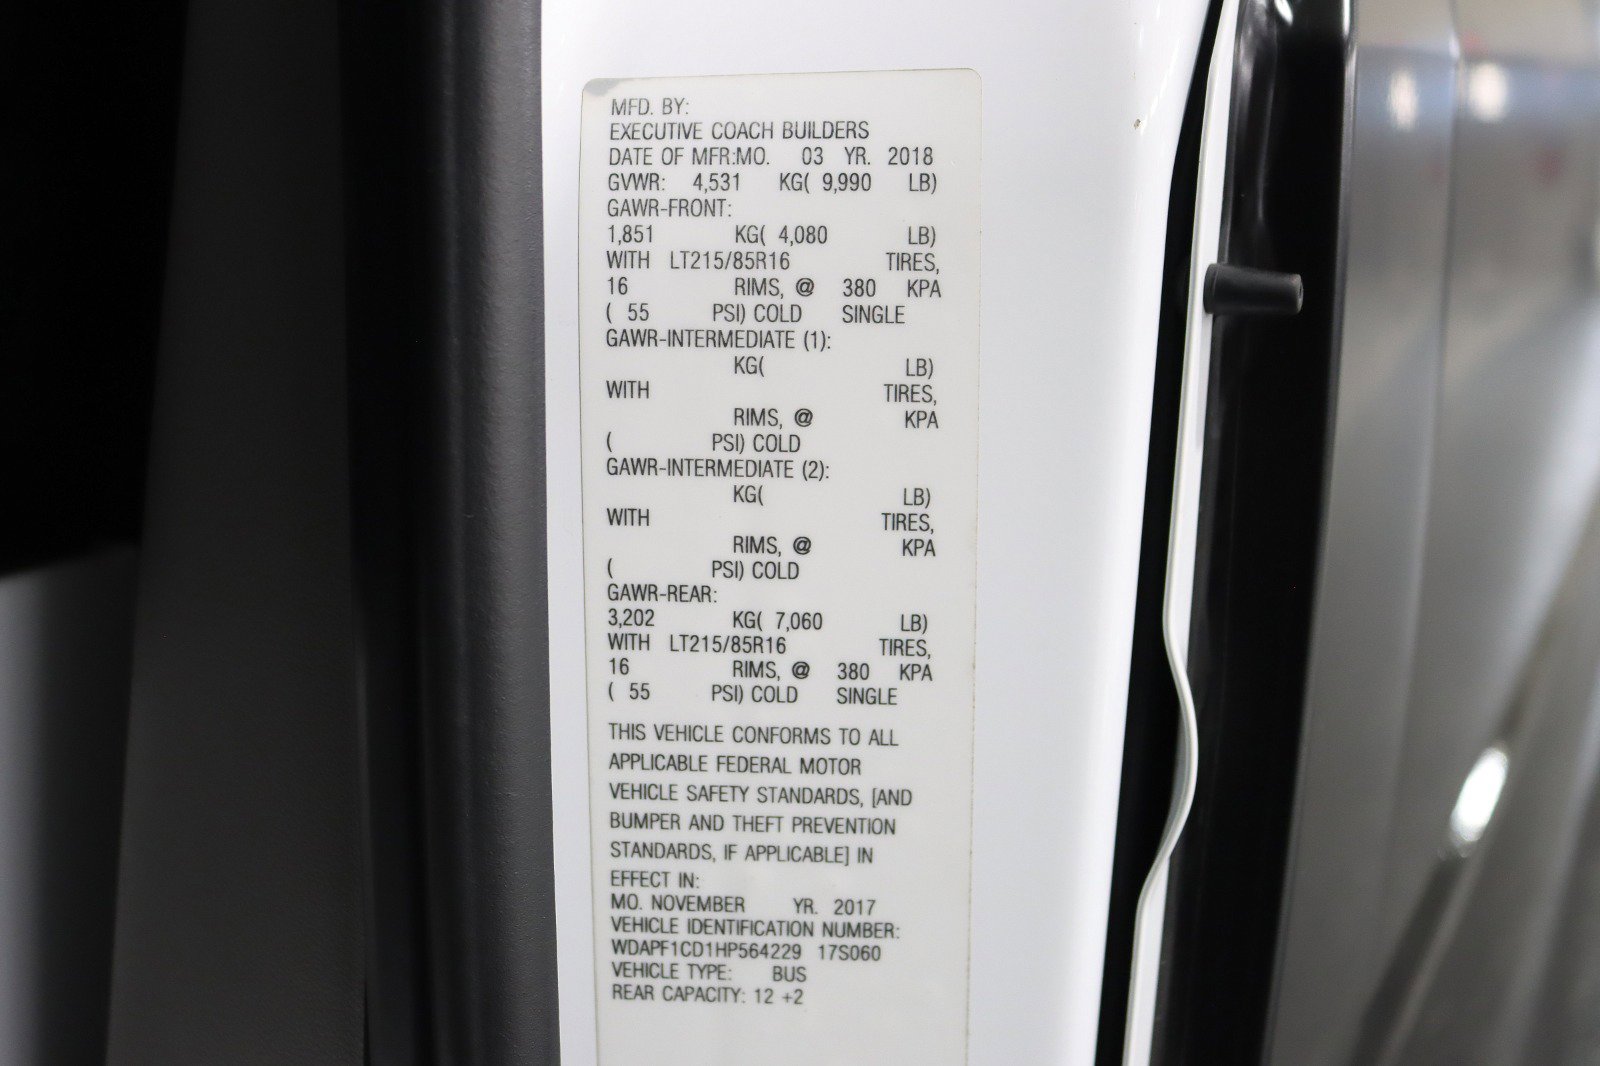 MFD. BY:
EXECUTIVE COACH BUILDERS
DATE OF MFR:MO. 03 YR. 2018
GVWR: 4,531 KG( 9,990 LB)
GAWR-FRONT:
1,851 KG( 4,080 LB)
WITH LT215/85R16 TIRES,
16 RIMS, @ 380 KPA
( 55 PSI) COLD SINGLE
GAWR-INTERMEDIATE (1):
KG( LB)
WITH TIRES,
RIMS, @ KPA
( PSI) COLD
GAWR-INTERMEDIATE (2):
KG( LB)
WITH TIRES,
RIMS, @ KPA
( PSI) COLD
GAWR-REAR:
3,202 KG( 7,060 LB)
WITH LT215/85R16 TIRES,
16 RIMS, @ 380 KPA
( 55 PSI) COLD SINGLE
THIS VEHICLE CONFORMS TO ALL
APPLICABLE FEDERAL MOTOR
VEHICLE SAFETY STANDARDS, [AND
BUMPER AND THEFT PREVENTION
STANDARDS, IF APPLICABLE] IN
EFFECT IN:
MO. NOVEMBER YR. 2017
VEHICLE IDENTIFICATION NUMBER:
WDAPF1CD1HP564229 17S060
VEHICLE TYPE: BUS
REAR CAPACITY: 12 +2